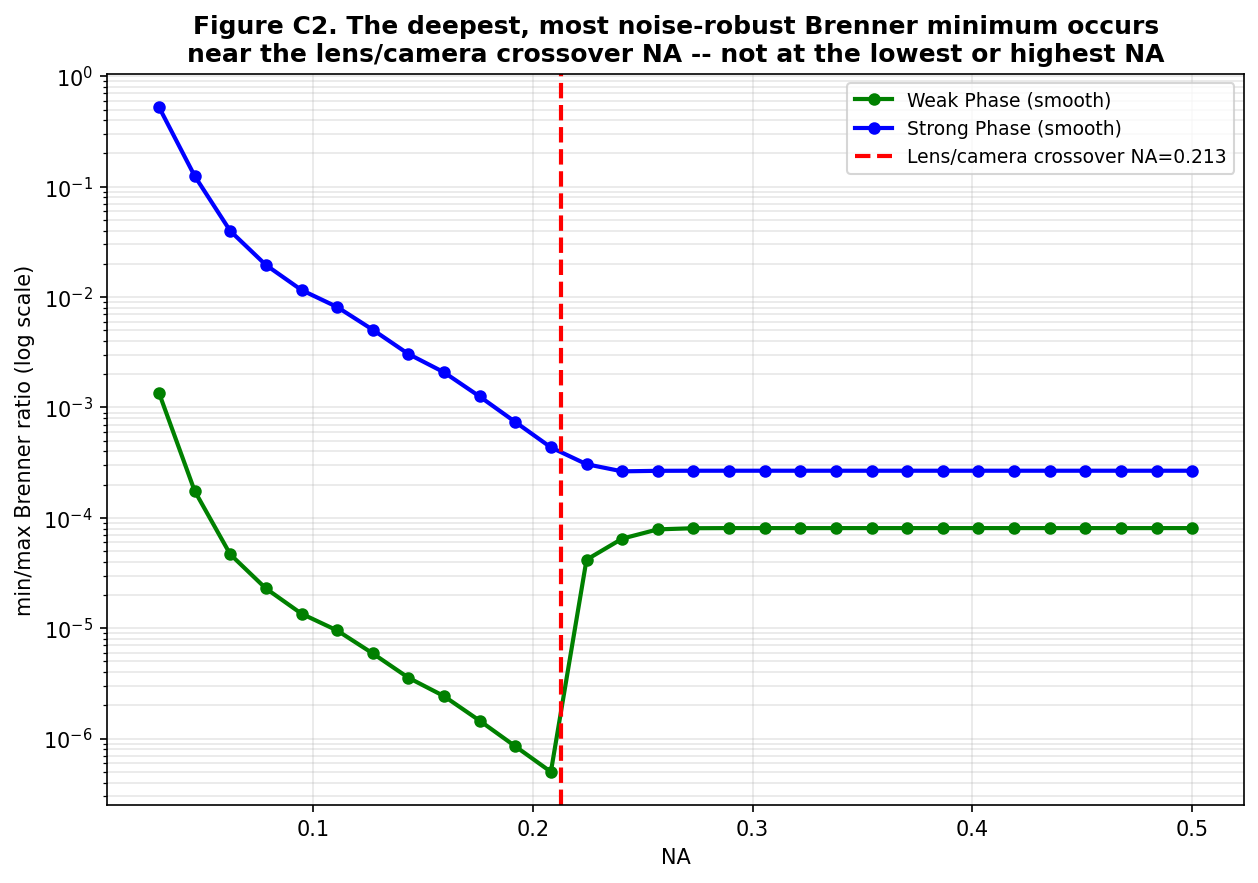 Figure C2. The deepest, most noise-robust Brenner minimum occurs
near the lens/camera crossover NA -- not at the lowest or highest NA
Weak Phase (smooth)
Strong Phase (smooth)
Lens/camera crossover NA=0.213
min/max Brenner ratio (log scale)
10⁰
10⁻¹
10⁻²
10⁻³
10⁻⁴
10⁻⁵
10⁻⁶
0.1 0.2 0.3 0.4 0.5
NA